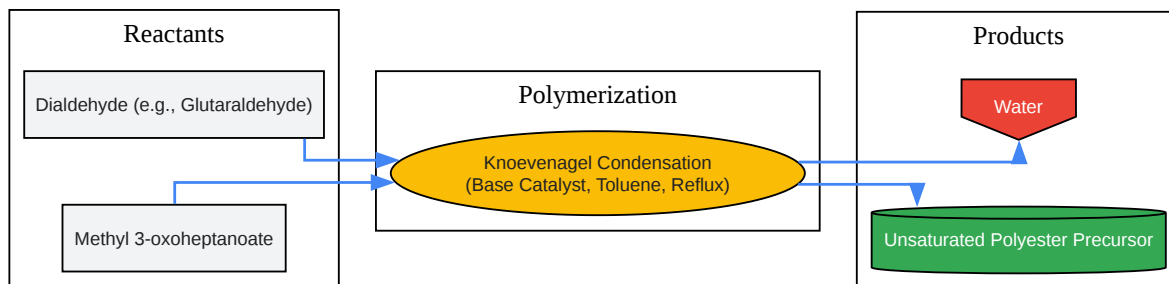 Reactants
Dialdehyde (e.g., Glutaraldehyde)
Methyl 3-oxoheptanoate
Polymerization
Knoevenagel Condensation
(Base Catalyst, Toluene, Reflux)
Products
Water
Unsaturated Polyester Precursor